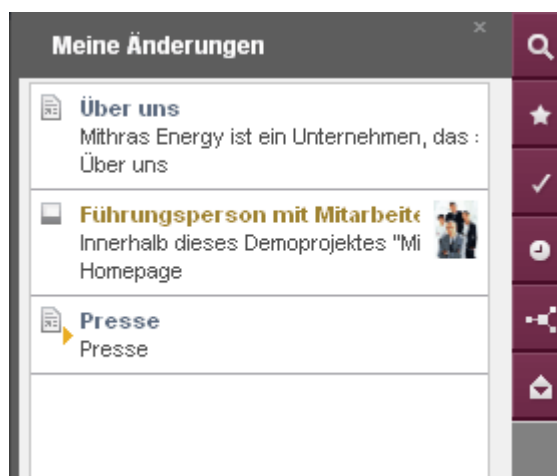 Meine Änderungen
Über uns
Mithras Energy ist ein Unternehmen, das
Über uns
Führungsperson mit Mitarbeite
Innerhalb dieses Demoprojektes "Mi
Homepage
Presse
Presse